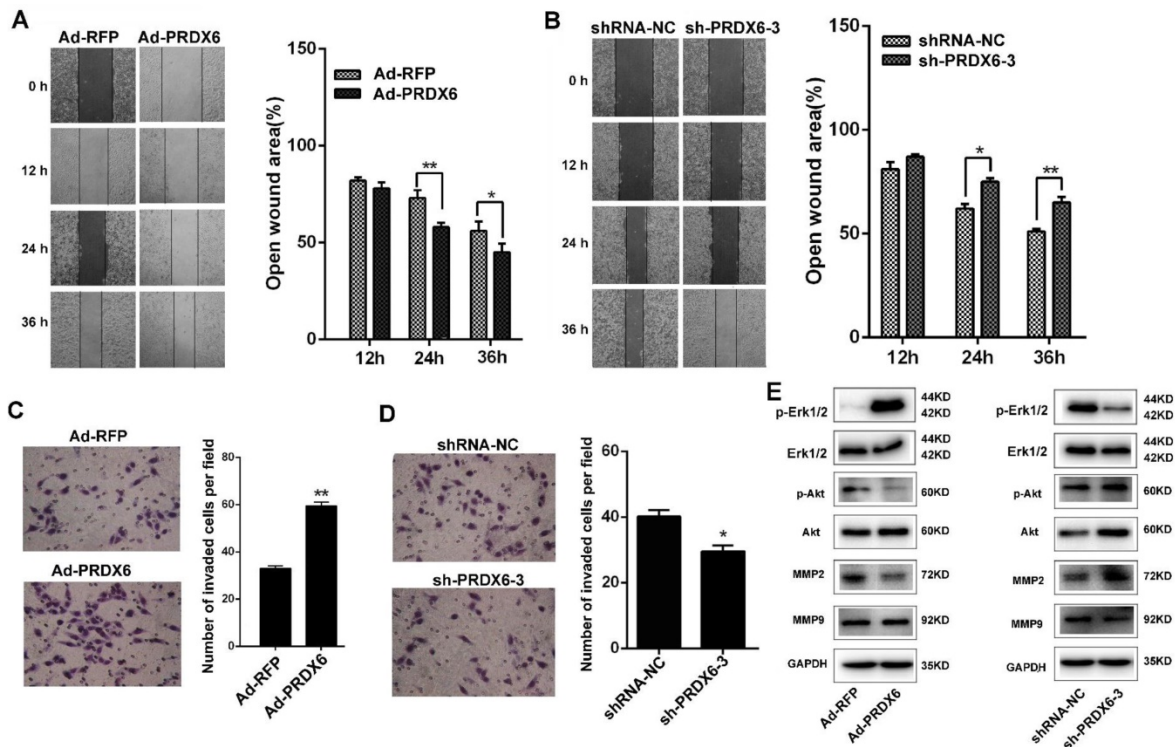 A
Ad-RFP Ad-PRDX6
0 h
12 h
24 h
36 h
Open wound area(%)
150
100
50
0
Ad-RFP
Ad-PRDX6
**
*
12h 24h 36h
B
shRNA-NC sh-PRDX6-3
0 h
12 h
24 h
36 h
Open wound area(%)
150
100
50
0
shRNA-NC
sh-PRDX6-3
*
**
12h 24h 36h
C
Ad-RFP
Ad-PRDX6
Number of invaded cells per field
80
60
40
20
0
**
Ad-RFP
Ad-PRDX6
D
shRNA-NC
sh-PRDX6-3
Number of invaded cells per field
60
40
20
0
*
shRNA-NC
sh-PRDX6-3
E
p-Erk1/2 44KD
42KD
Erk1/2 44KD
42KD
p-Akt 60KD
Akt 60KD
MMP2 72KD
MMP9 92KD
GAPDH 35KD
Ad-RFP
Ad-PRDX6
p-Erk1/2 44KD
42KD
Erk1/2 44KD
42KD
p-Akt 60KD
Akt 60KD
MMP2 72KD
MMP9 92KD
GAPDH 35KD
shRNA-NC
sh-PRDX6-3